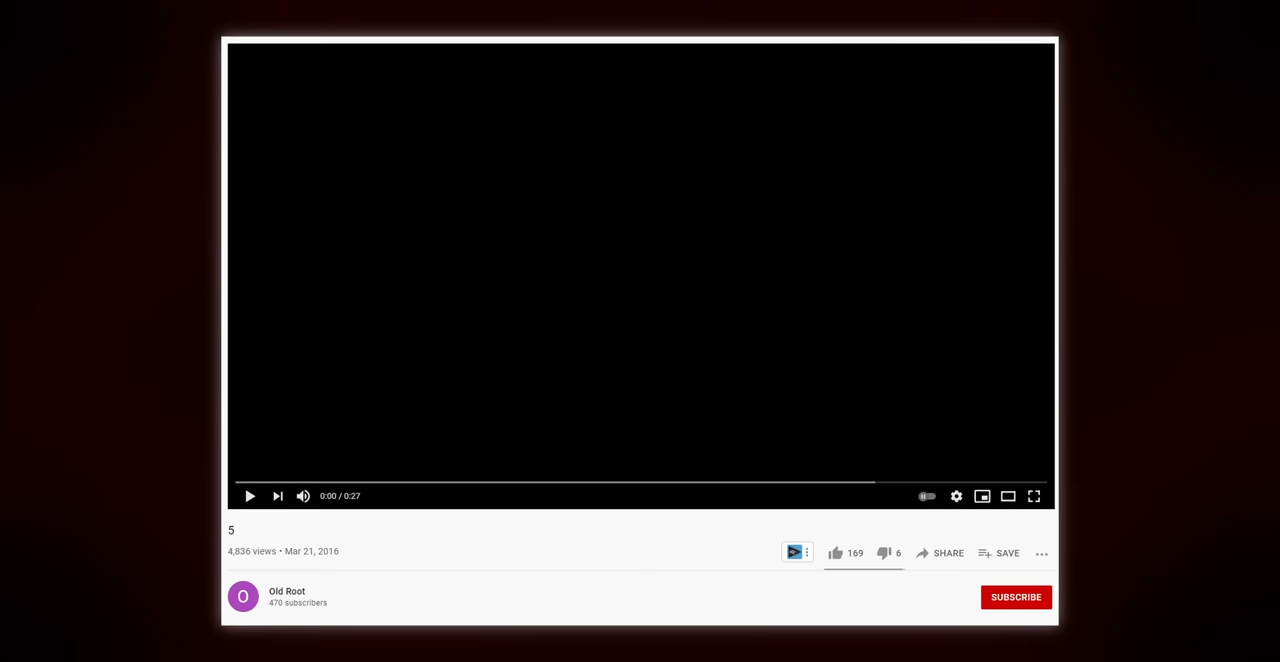 0:00 / 0:27
5
4,836 views • Mar 21, 2016
169
6
SHARE
SAVE
O
Old Root
470 subscribers
SUBSCRIBE